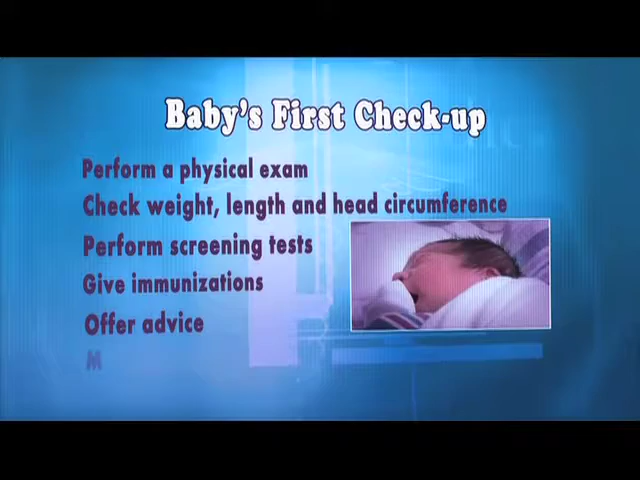 Baby's First Check-up
Perform a physical exam
Check weight, length and head circumference
Perform screening tests
Give immunizations
Offer advice
M